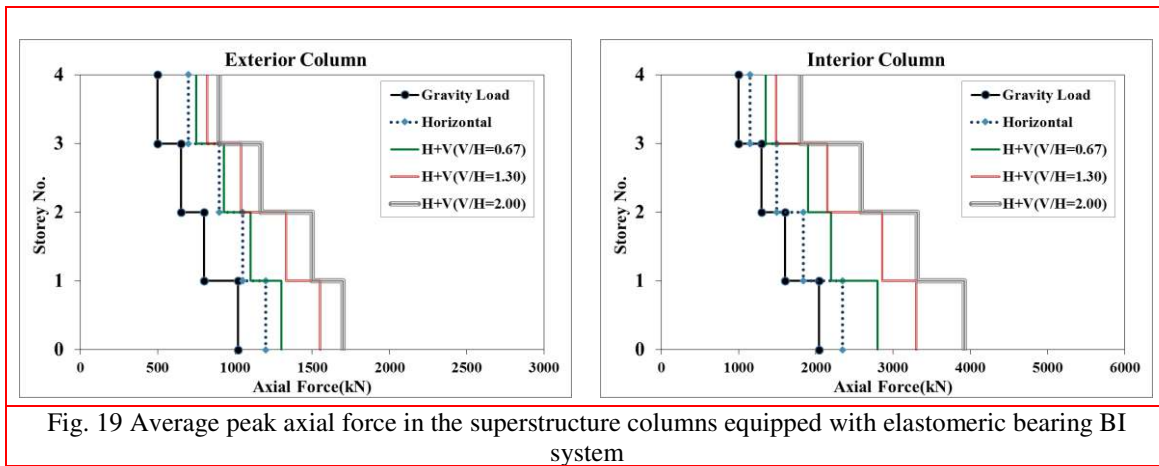 Exterior Column
4
3
2
1
0
Storey No.
Gravity Load
Horizontal
H+V(V/H=0.67)
H+V(V/H=1.30)
H+V(V/H=2.00)
0 500 1000 1500 2000 2500 3000
Axial Force(kN)
Interior Column
4
3
2
1
0
Storey No.
Gravity Load
Horizontal
H+V(V/H=0.67)
H+V(V/H=1.30)
H+V(V/H=2.00)
0 1000 2000 3000 4000 5000 6000
Axial Force(kN)
Fig. 19 Average peak axial force in the superstructure columns equipped with elastomeric bearing BI
system